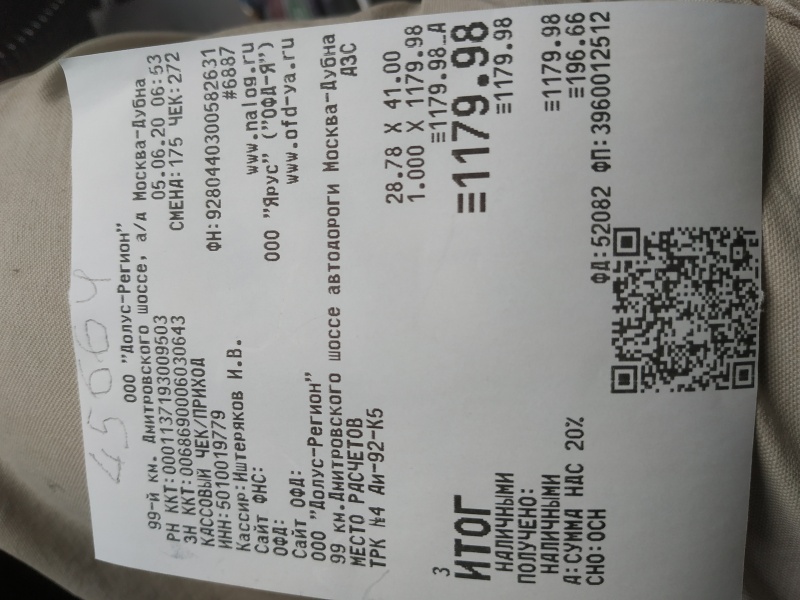 45664
ООО "Долус-Регион"
99-й км. Дмитровского шоссе, а/д Москва-Дубна
РН ККТ:0001137193009503 05.06.20 06:53
ЗН ККТ:00686900006030643 СМЕНА:175 ЧЕК:272
КАССОВЫЙ ЧЕК/ПРИХОД
ИНН:5010019779 ФН:9280440300582631
Кассир:Иштеряков И.В. #6887
Сайт ФНС: www.nalog.ru
ОФД: ООО "Ярус" ("ОФД-Я")
Сайт ОФД: www.ofd-ya.ru
ООО "Долус-Регион"
99 км.Дмитровского шоссе автодороги Москва-Дубна
МЕСТО РАСЧЕТОВ ДЗС
ТРК №4 Аи-92-К5
28.78 X 41.00
1.000 X 1179.98
≡1179.98_А
3
ИТОГ ≡1179.98
НАЛИЧНЫМИ ≡1179.98
ПОЛУЧЕНО:
НАЛИЧНЫМИ ≡1179.98
А:СУММА НДС 20% ≡196.66
СНО:ОСН ФД:52082 ФП:3960012512